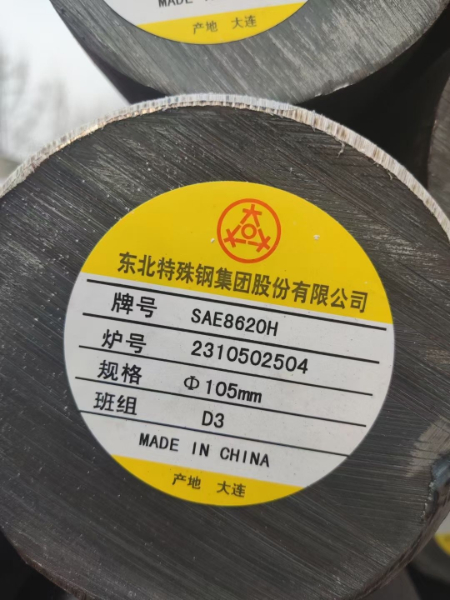 MADE IN
产地 大连
东北特殊钢集团股份有限公司
牌号 SAE8620H
炉号 2310502504
规格 Φ105mm
班组 D3
MADE IN CHINA
产地 大连